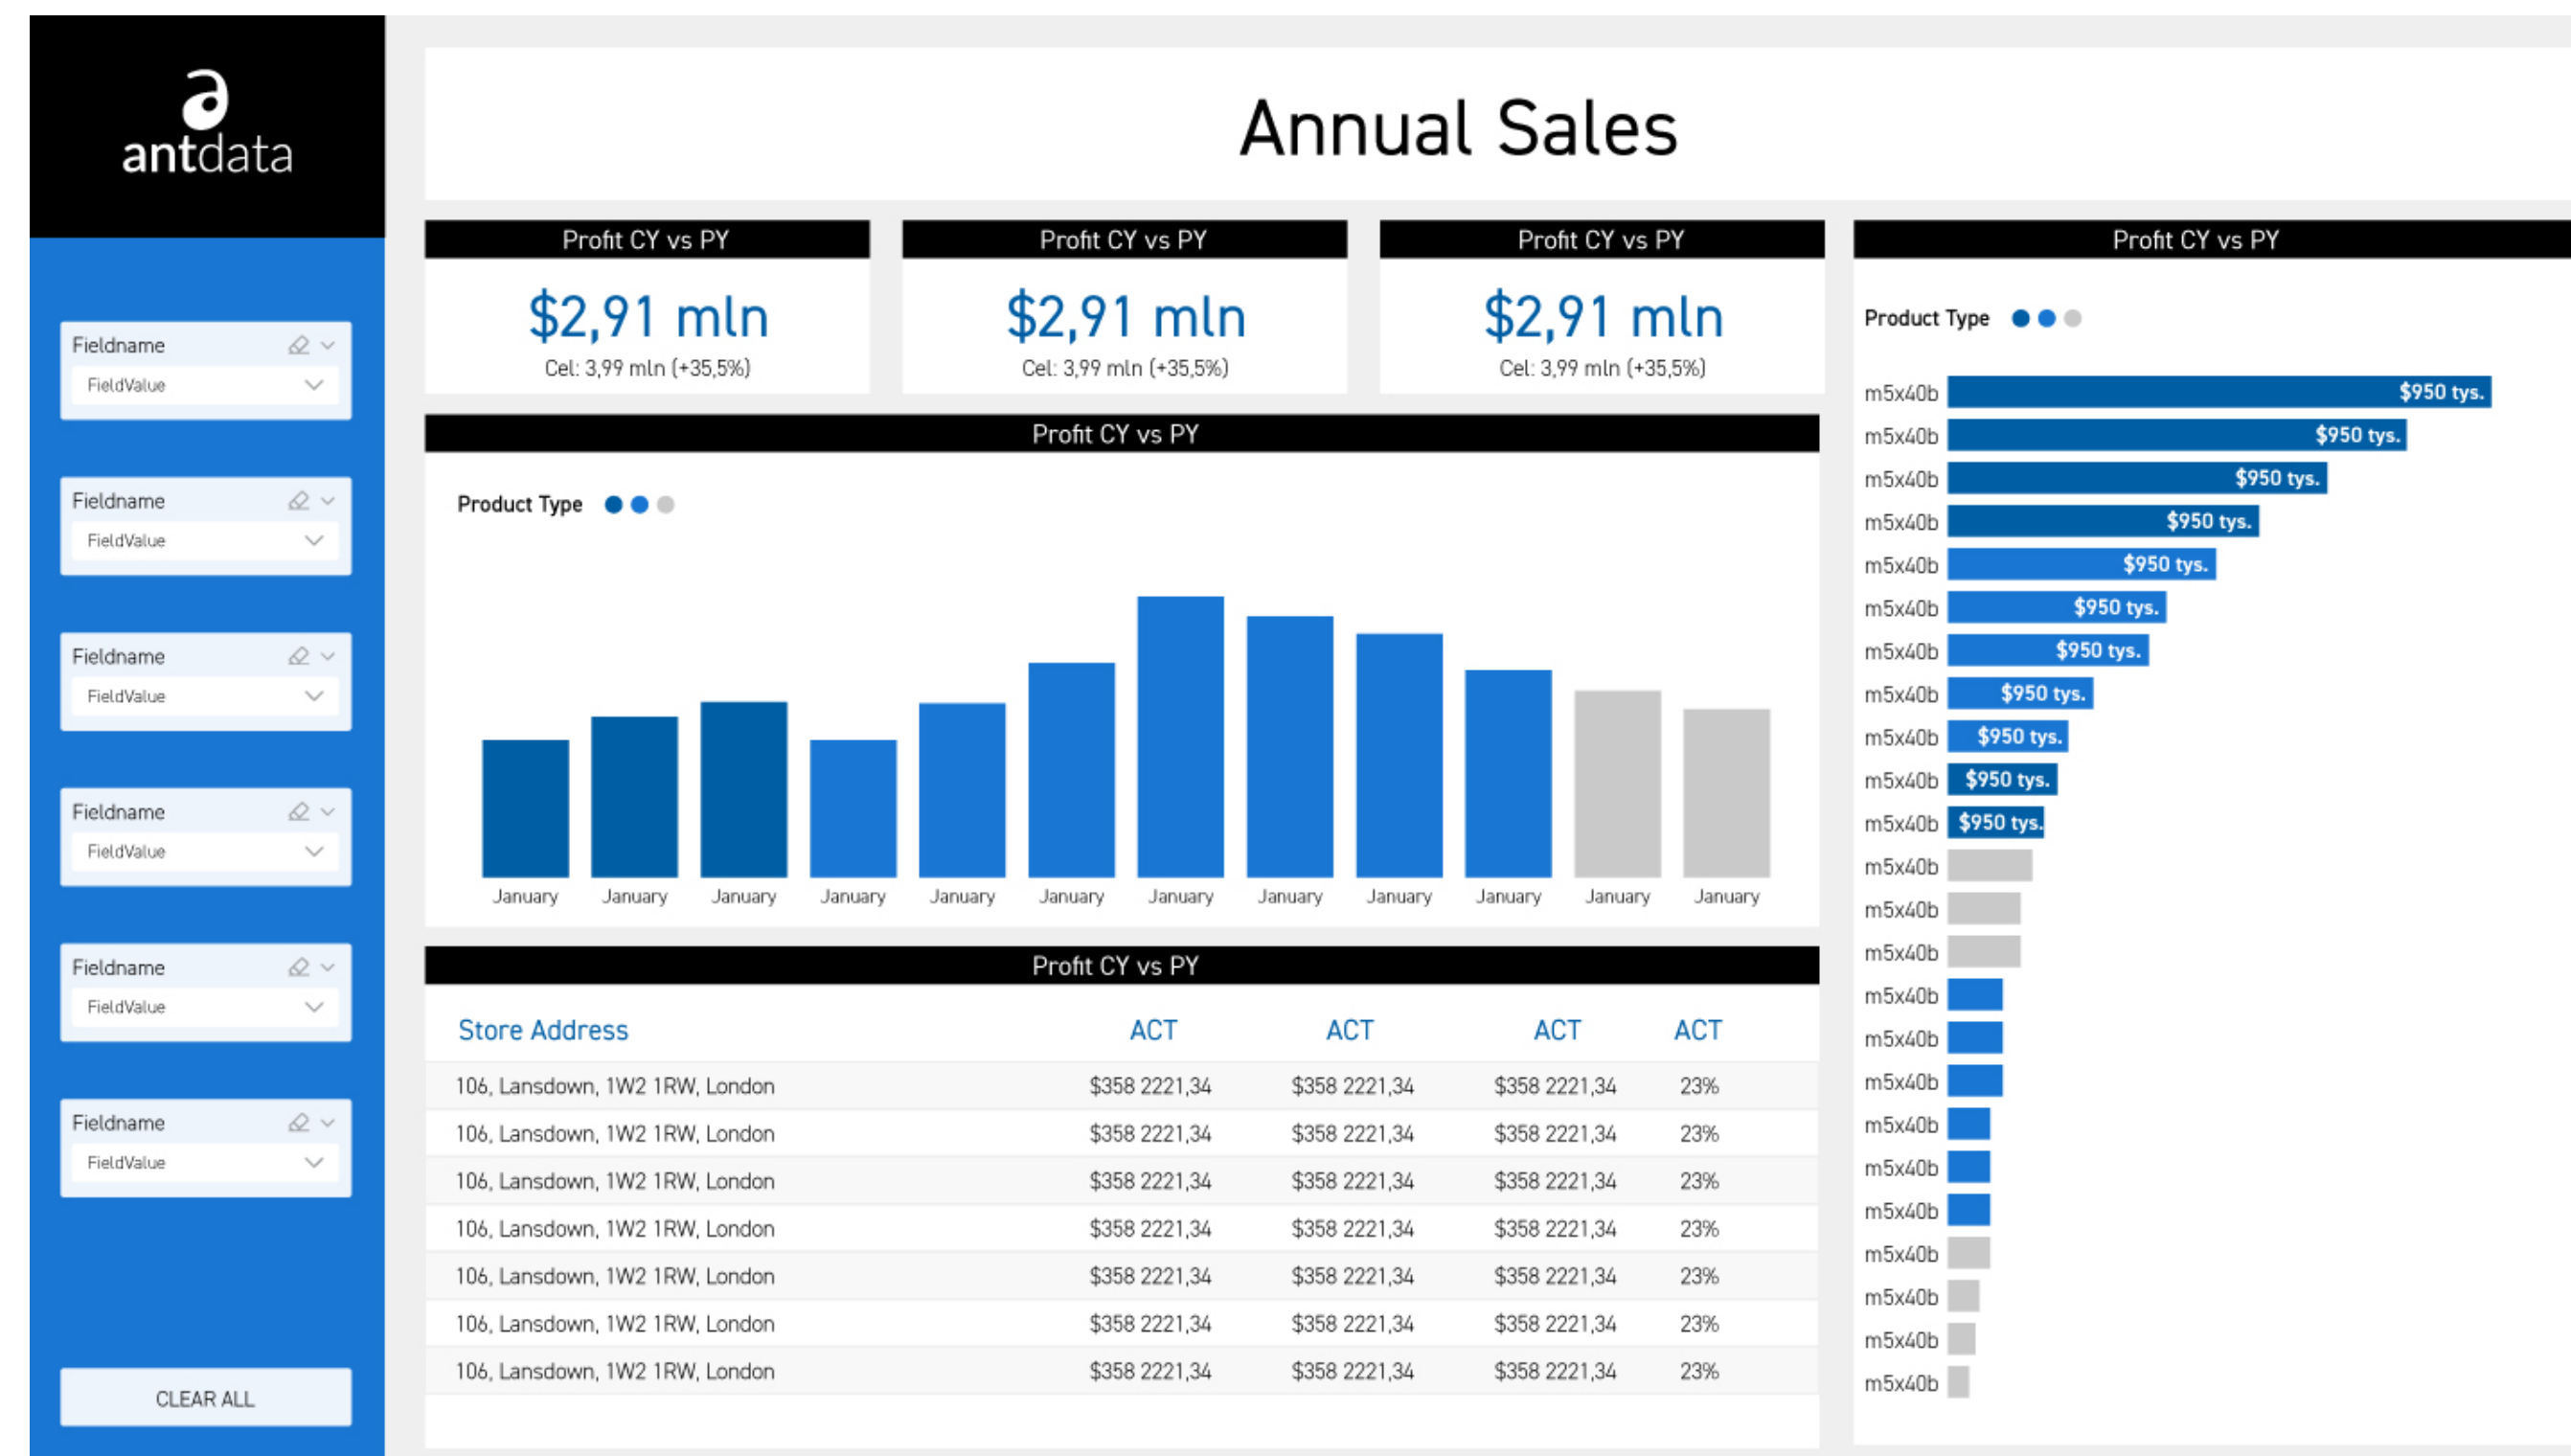 a
antdata
Fieldname
FieldValue
Fieldname
FieldValue
Fieldname
FieldValue
Fieldname
FieldValue
Fieldname
FieldValue
Fieldname
FieldValue
CLEAR ALL
Annual Sales
Profit CY vs PY
$2,91 mln
Cel: 3,99 mln (+35,5%)
Profit CY vs PY
$2,91 mln
Cel: 3,99 mln (+35,5%)
Profit CY vs PY
$2,91 mln
Cel: 3,99 mln (+35,5%)
Profit CY vs PY
Product Type
January January January January January January January January January January January January
Profit CY vs PY
Store Address ACT ACT ACT ACT
106, Lansdown, 1W2 1RW, London $358 2221,34 $358 2221,34 $358 2221,34 23%
106, Lansdown, 1W2 1RW, London $358 2221,34 $358 2221,34 $358 2221,34 23%
106, Lansdown, 1W2 1RW, London $358 2221,34 $358 2221,34 $358 2221,34 23%
106, Lansdown, 1W2 1RW, London $358 2221,34 $358 2221,34 $358 2221,34 23%
106, Lansdown, 1W2 1RW, London $358 2221,34 $358 2221,34 $358 2221,34 23%
106, Lansdown, 1W2 1RW, London $358 2221,34 $358 2221,34 $358 2221,34 23%
106, Lansdown, 1W2 1RW, London $358 2221,34 $358 2221,34 $358 2221,34 23%
Profit CY vs PY
Product Type
m5x40b $950 tys.
m5x40b $950 tys.
m5x40b $950 tys.
m5x40b $950 tys.
m5x40b $950 tys.
m5x40b $950 tys.
m5x40b $950 tys.
m5x40b $950 tys.
m5x40b $950 tys.
m5x40b $950 tys.
m5x40b $950 tys.
m5x40b
m5x40b
m5x40b
m5x40b
m5x40b
m5x40b
m5x40b
m5x40b
m5x40b
m5x40b
m5x40b
m5x40b
m5x40b